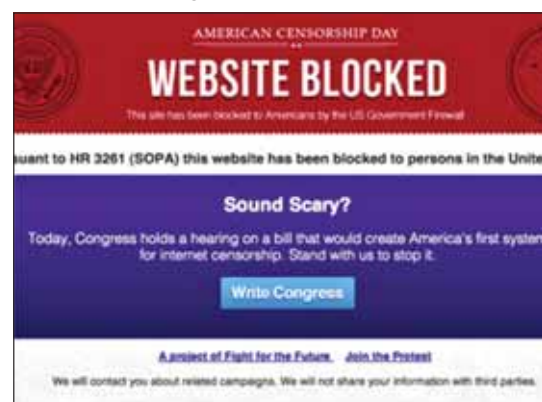 AMERICAN CENSORSHIP DAY
WEBSITE BLOCKED
This site has been blocked to Americans by the US Government Firewall
suant to HR 3261 (SOPA) this website has been blocked to persons in the Unite
Sound Scary?
Today, Congress holds a hearing on a bill that would create America's first system
for internet censorship. Stand with us to stop it.
Write Congress
A project of Fight for the Future Join the Protest
We will contact you about related campaigns. We will not share your information with third parties.